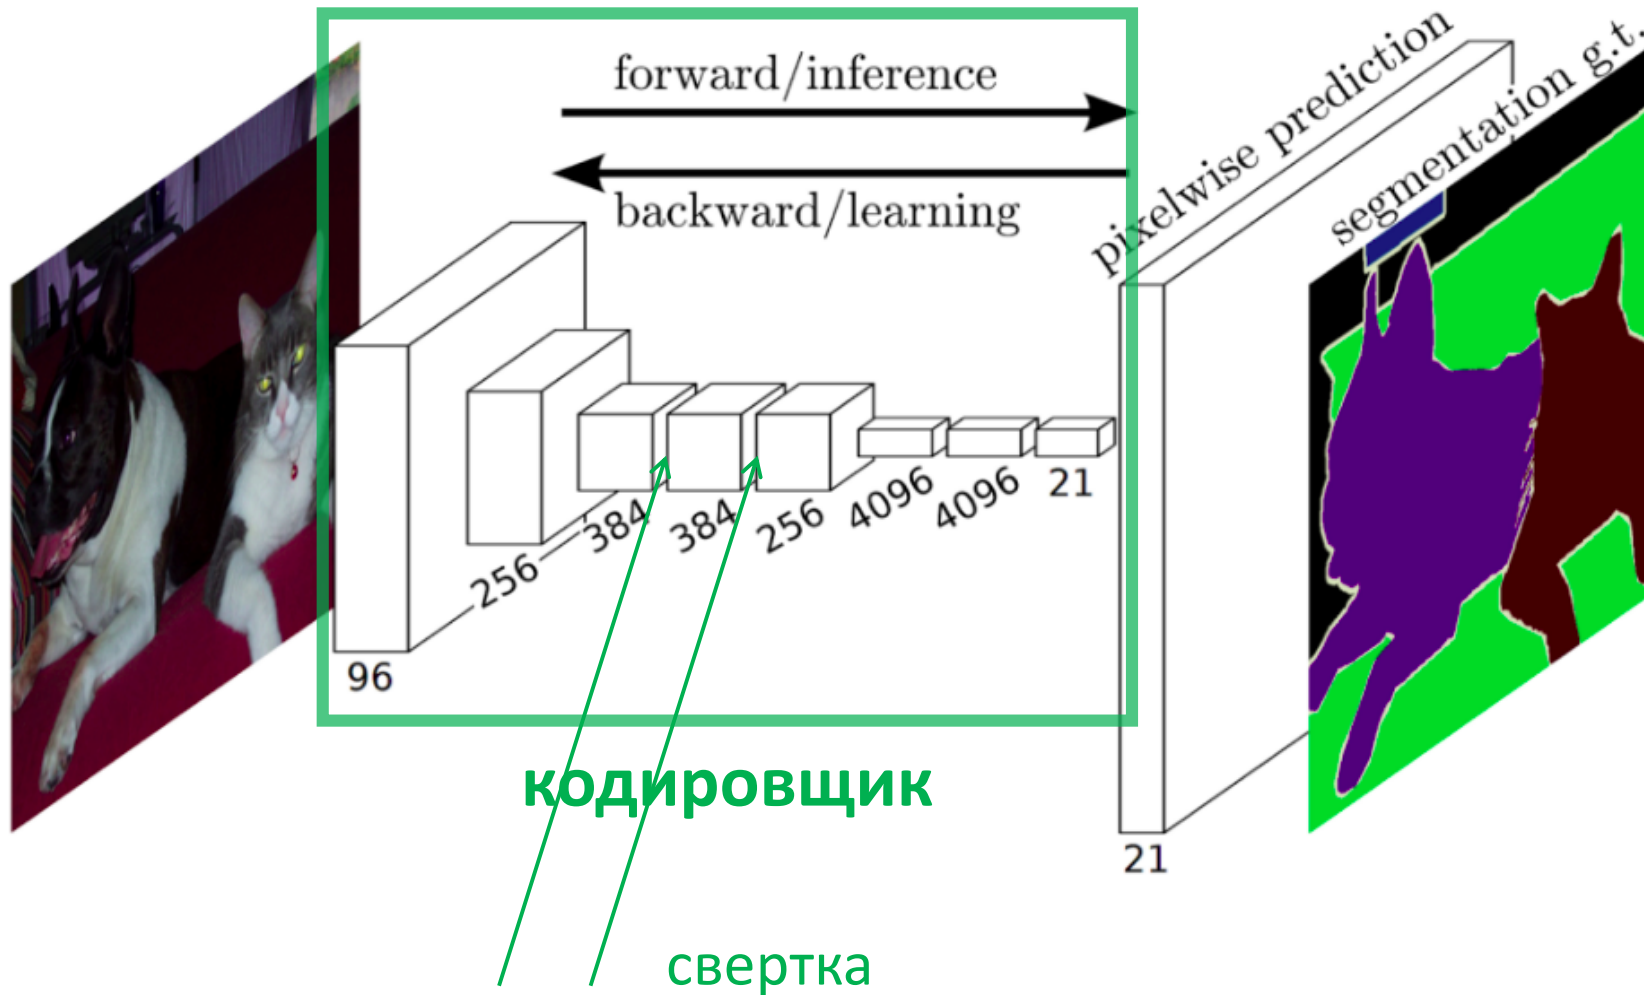 forward/inference
backward/learning
pixelwise prediction
segmentation g.t.
96
256
384
384
256
4096
4096
21
21
кодировщик
свертка